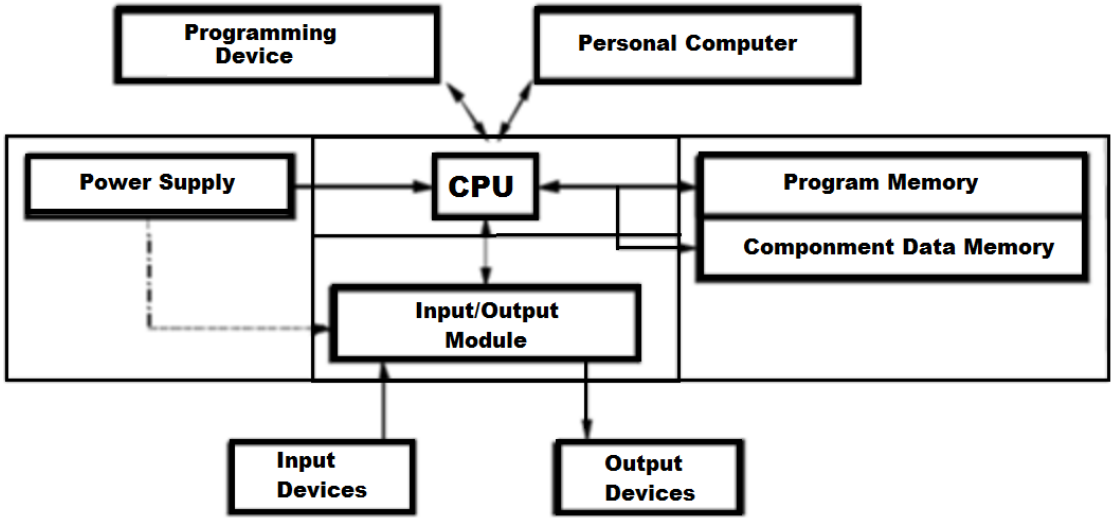 Programming
Device
Personal Computer
Power Supply
CPU
Program Memory
Componment Data Memory
Input/Output
Module
Input
Devices
Output
Devices